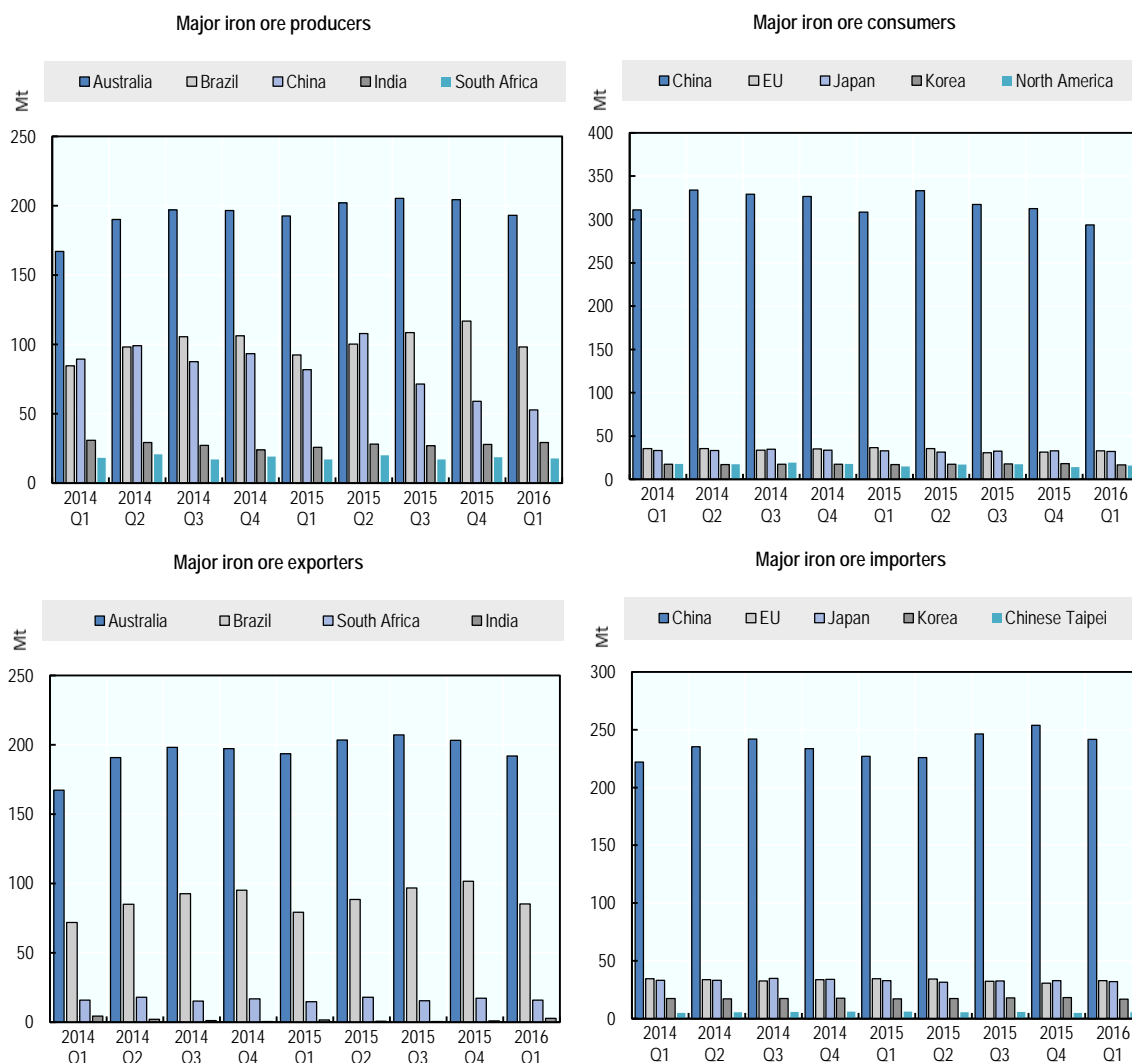 Major iron ore producers
Australia Brazil China India South Africa
Mt
250
200
150
100
50
0
2014 2014 2014 2014 2015 2015 2015 2015 2016
Q1 Q2 Q3 Q4 Q1 Q2 Q3 Q4 Q1
Major iron ore consumers
China EU Japan Korea North America
Mt
400
350
300
250
200
150
100
50
0
2014 2014 2014 2014 2015 2015 2015 2015 2016
Q1 Q2 Q3 Q4 Q1 Q2 Q3 Q4 Q1
Major iron ore exporters
Australia Brazil South Africa India
Mt
250
200
150
100
50
0
2014 2014 2014 2014 2015 2015 2015 2015 2016
Q1 Q2 Q3 Q4 Q1 Q2 Q3 Q4 Q1
Major iron ore importers
China EU Japan Korea Chinese Taipei
Mt
300
250
200
150
100
50
0
2014 2014 2014 2014 2015 2015 2015 2015 2016
Q1 Q2 Q3 Q4 Q1 Q2 Q3 Q4 Q1